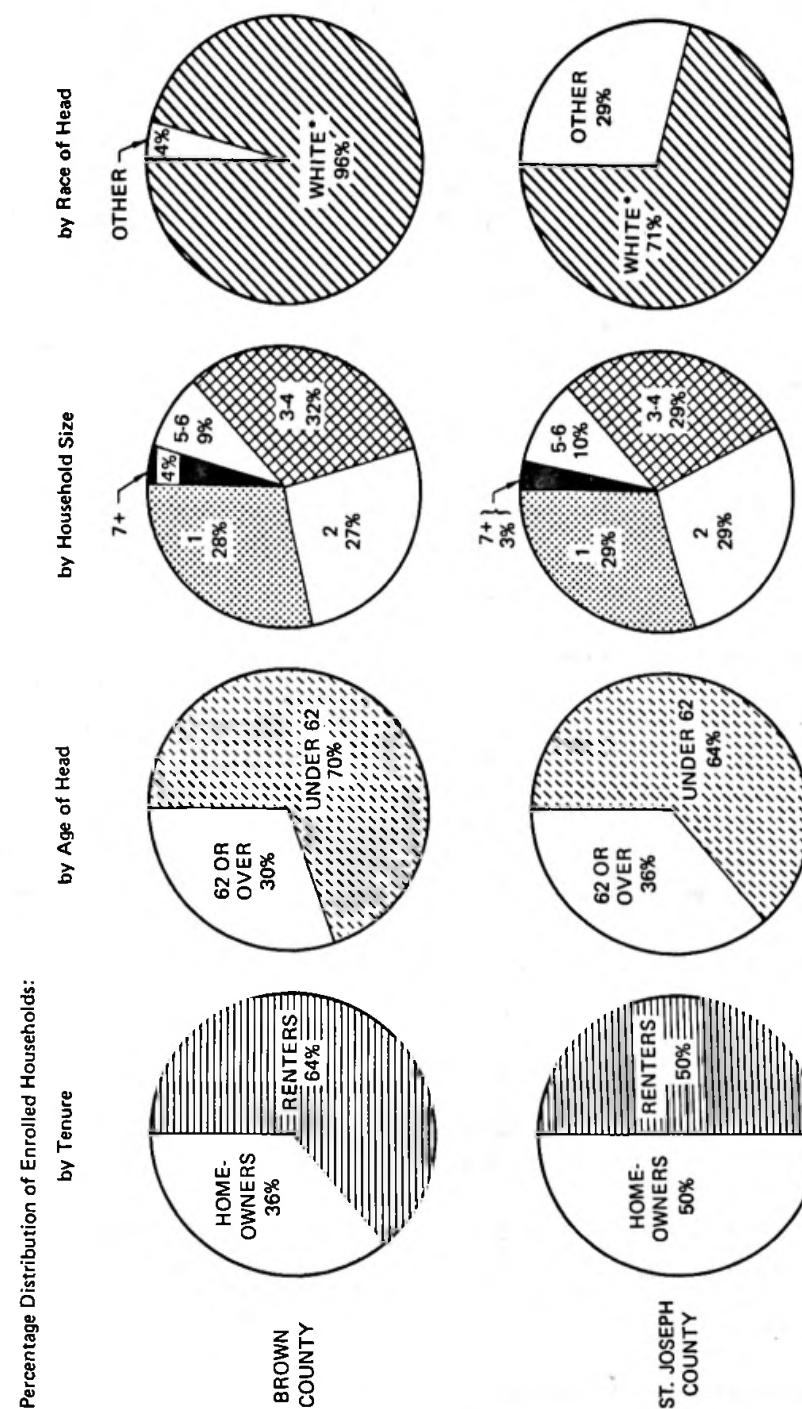 Percentage Distribution of Enrolled Households:
by Tenure
by Age of Head
by Household Size
by Race of Head
BROWN
COUNTY
HOME-
OWNERS
36%
RENTERS
64%
62 OR
OVER
30%
UNDER 62
70%
7+
4%
5-6
9%
1
28%
3-4
32%
2
27%
OTHER
4%
WHITE*
96%
ST. JOSEPH
COUNTY
HOME-
OWNERS
50%
RENTERS
50%
62 OR
OVER
36%
UNDER 62
64%
7+
3%
5-6
10%
1
29%
3-4
29%
2
29%
OTHER
29%
WHITE*
71%